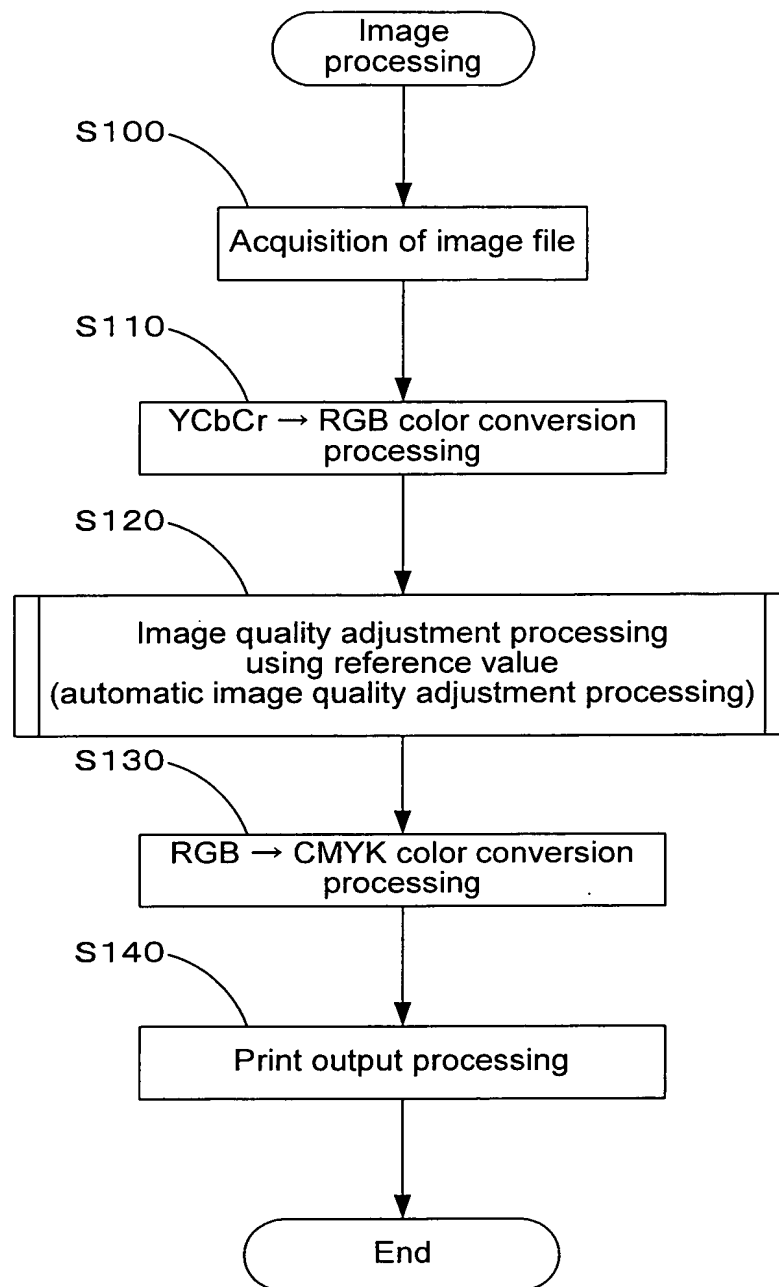 Image
processing
S100
Acquisition of image file
S110
YCbCr → RGB color conversion
processing
S120
Image quality adjustment processing
using reference value
(automatic image quality adjustment processing)
S130
RGB → CMYK color conversion
processing
S140
Print output processing
End